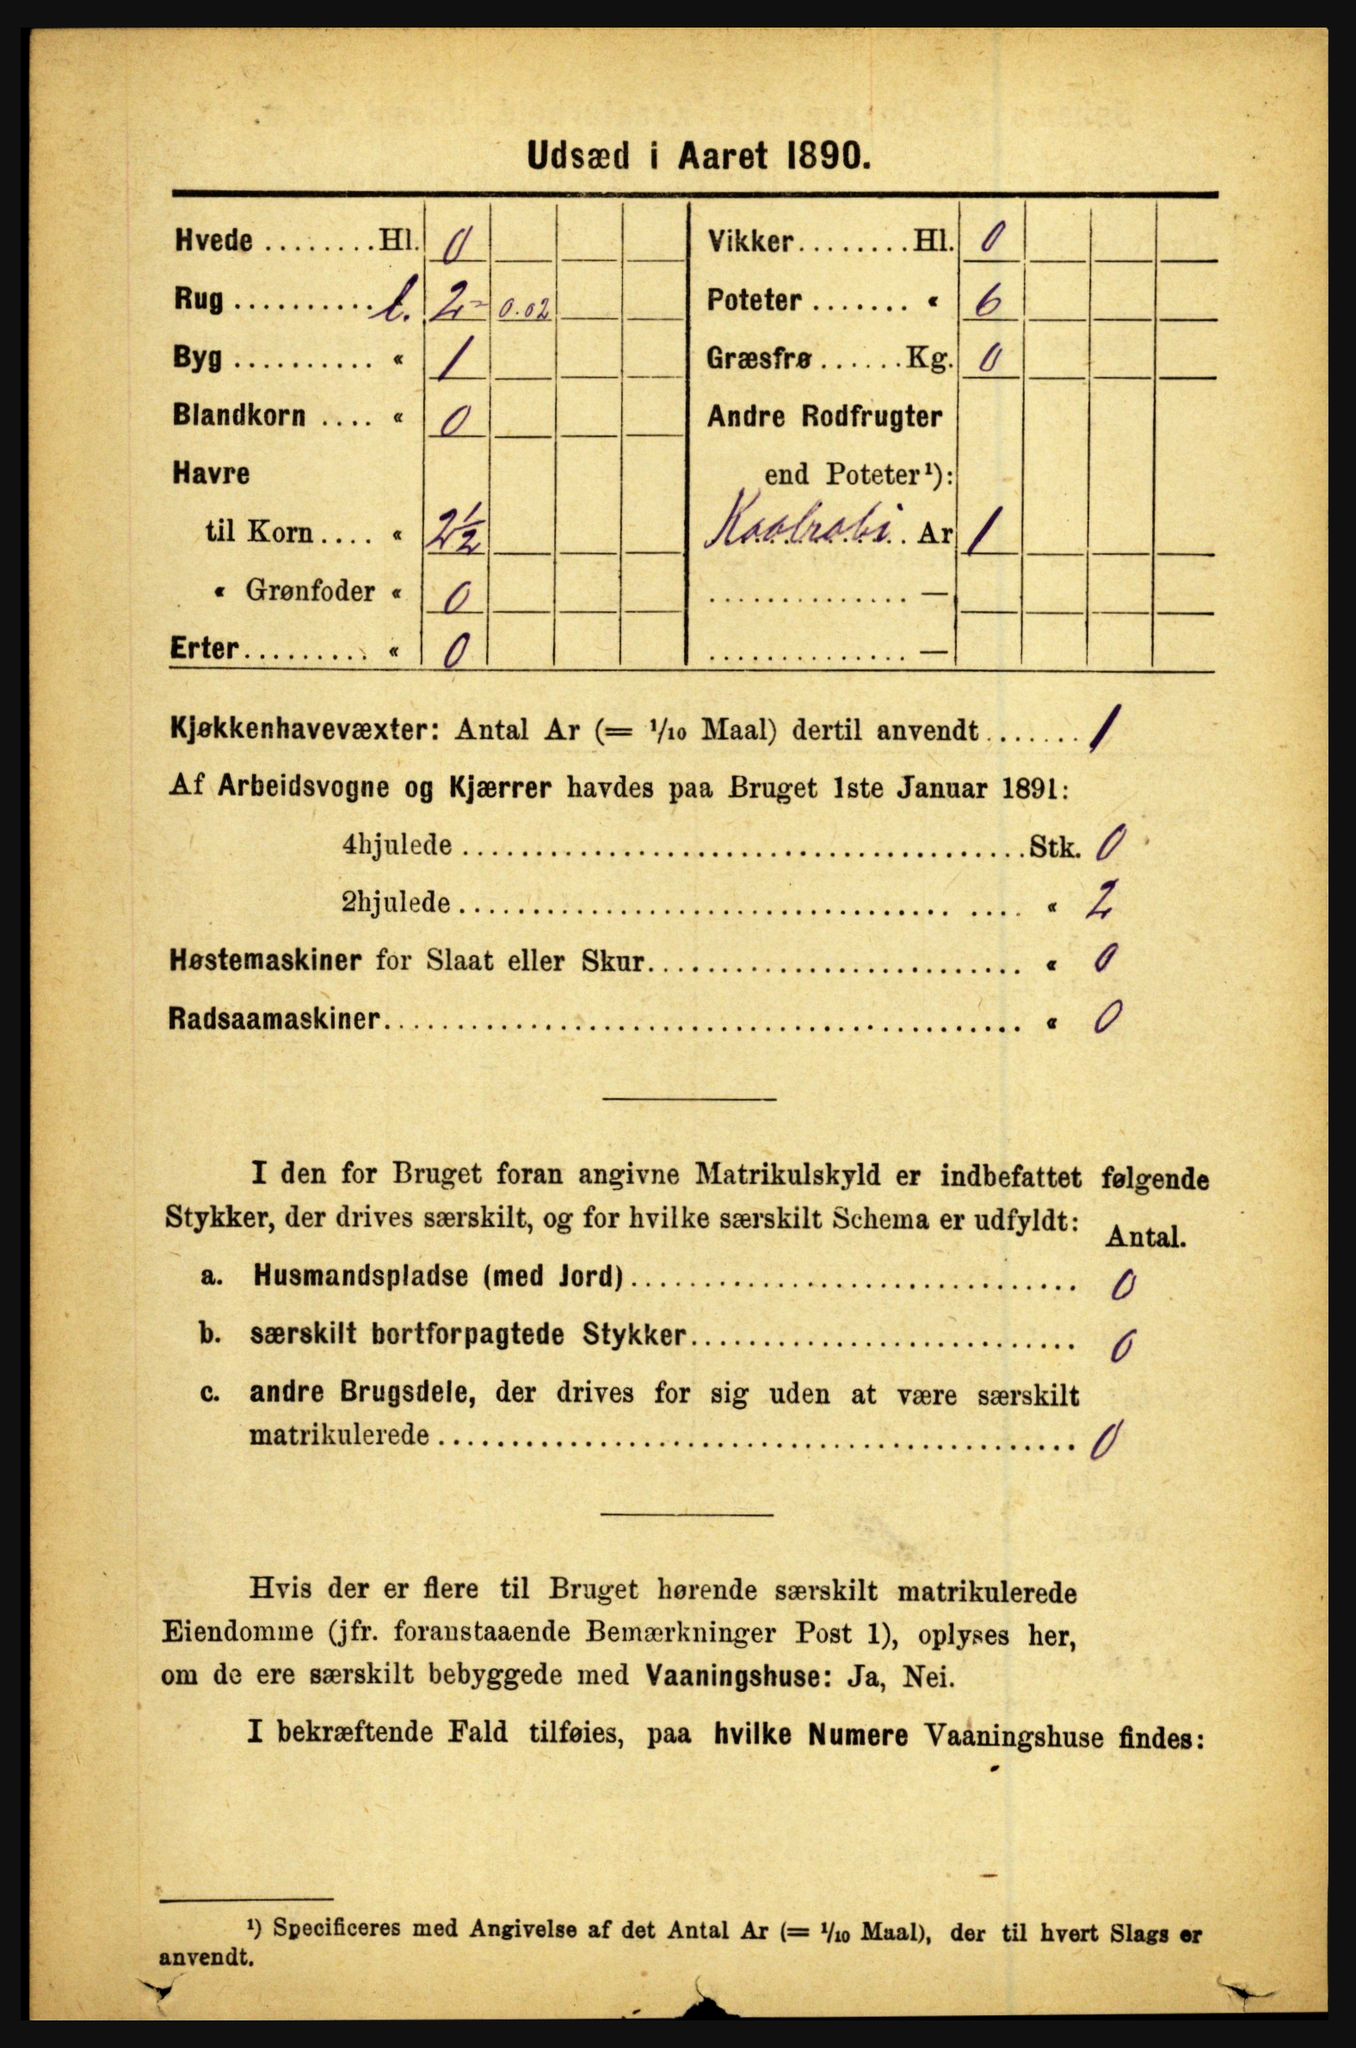 Udsæd i Aaret 1890.
Hvede ........ Hl. 0
Rug .......... l. 2 0.02
Byg .......... « 1
Blandkorn .... « 0
Havre
til Korn.... « 2½
« Grønfoder « 0
Erter......... « 0
Vikker........ Hl. 0
Poteter ....... « 6
Græsfrø ...... Kg. 0
Andre Rodfrugter
end Poteter¹):
Kaalrabi. Ar 1
.............. —
.............. —
Kjøkkenhavevæxter: Antal Ar (= 1/10 Maal) dertil anvendt ....... 1
Af Arbeidsvogne og Kjærrer havdes paa Bruget 1ste Januar 1891:
4hjulede ....................................... Stk. 0
2hjulede ....................................... « 2
Høstemaskiner for Slaat eller Skur.......................... « 0
Radsaamaskiner............................................ « 0
I den for Bruget foran angivne Matrikulskyld er indbefattet følgende
Stykker, der drives særskilt, og for hvilke særskilt Schema er udfyldt:
Antal.
a. Husmandspladse (med Jord)............................... 0
b. særskilt bortforpagtede Stykker........................... 0
c. andre Brugsdele, der drives for sig uden at være særskilt
matrikulerede ............................................ 0
Hvis der er flere til Bruget hørende særskilt matrikulerede
Eiendomme (jfr. foranstaaende Bemærkninger Post 1), oplyses her,
om de ere særskilt bebyggede med Vaaningshuse: Ja, Nei.
I bekræftende Fald tilføies, paa hvilke Numere Vaaningshuse findes:
¹) Specificeres med Angivelse af det Antal Ar (= 1/10 Maal), der til hvert Slags er
anvendt.